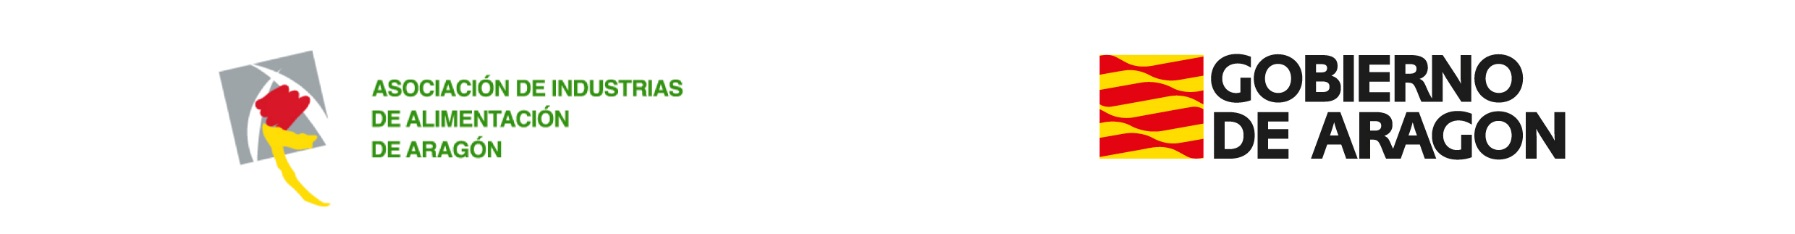 ASOCIACIÓN DE INDUSTRIAS
DE ALIMENTACIÓN
DE ARAGÓN
GOBIERNO
DE ARAGON